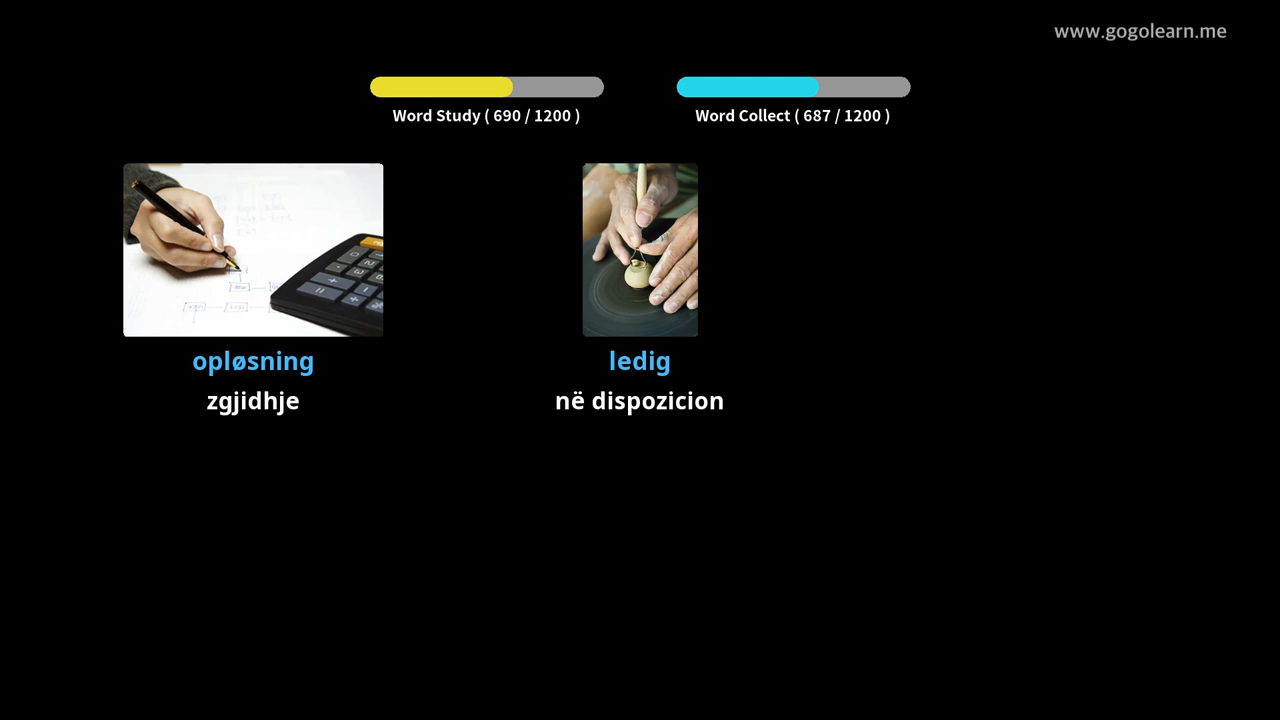 www.gogolearn.me
Word Study ( 690 / 1200 )
Word Collect ( 687 / 1200 )
opløsning
zgjidhje
ledig
në dispozicion